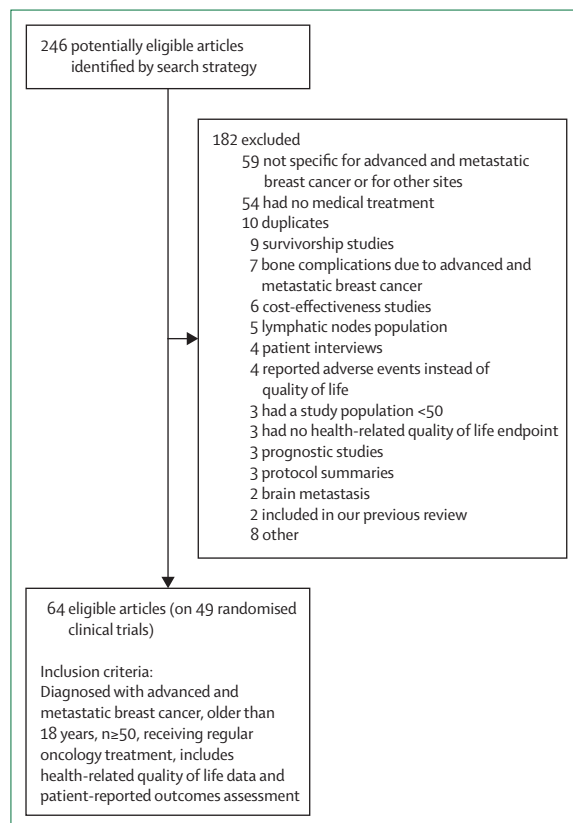 246 potentially eligible articles
identified by search strategy
182 excluded
59 not specific for advanced and metastatic
breast cancer or for other sites
54 had no medical treatment
10 duplicates
9 survivorship studies
7 bone complications due to advanced and
metastatic breast cancer
6 cost-effectiveness studies
5 lymphatic nodes population
4 patient interviews
4 reported adverse events instead of
quality of life
3 had a study population <50
3 had no health-related quality of life endpoint
3 prognostic studies
3 protocol summaries
2 brain metastasis
2 included in our previous review
8 other
64 eligible articles (on 49 randomised
clinical trials)
Inclusion criteria:
Diagnosed with advanced and
metastatic breast cancer, older than
18 years, n≥50, receiving regular
oncology treatment, includes
health-related quality of life data and
patient-reported outcomes assessment